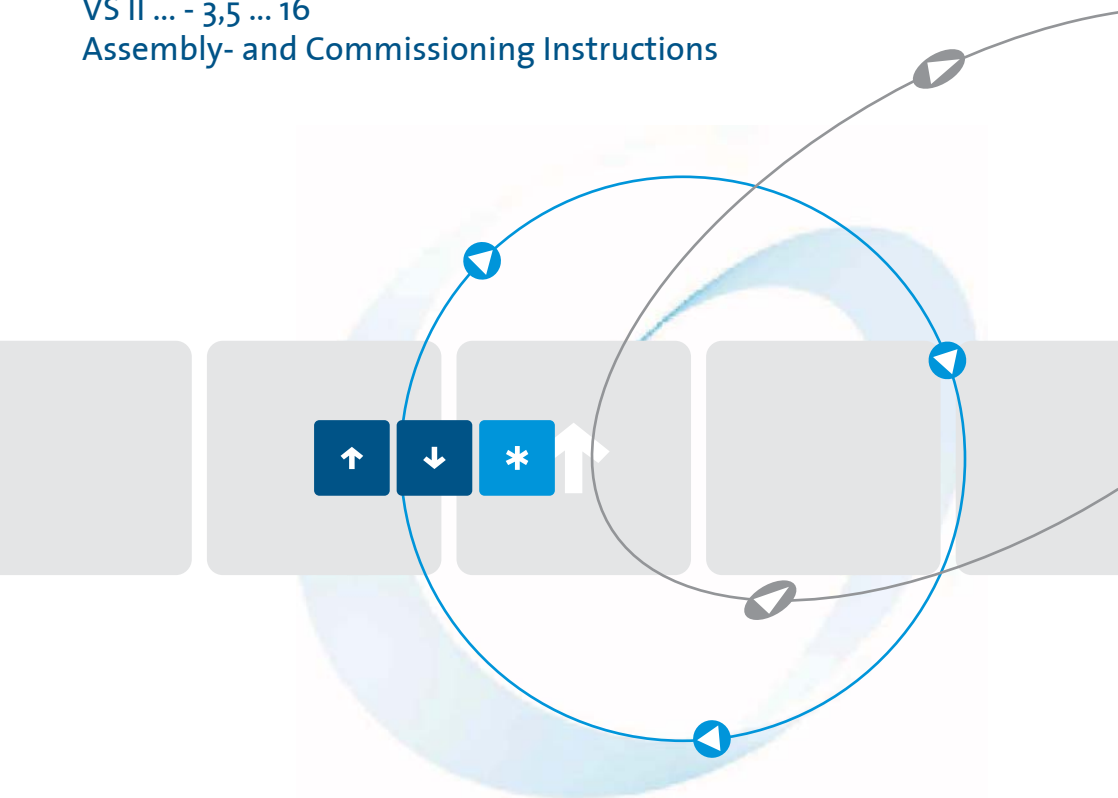 VS II ... - 3,5 ... 16
Assembly- and Commissioning Instructions